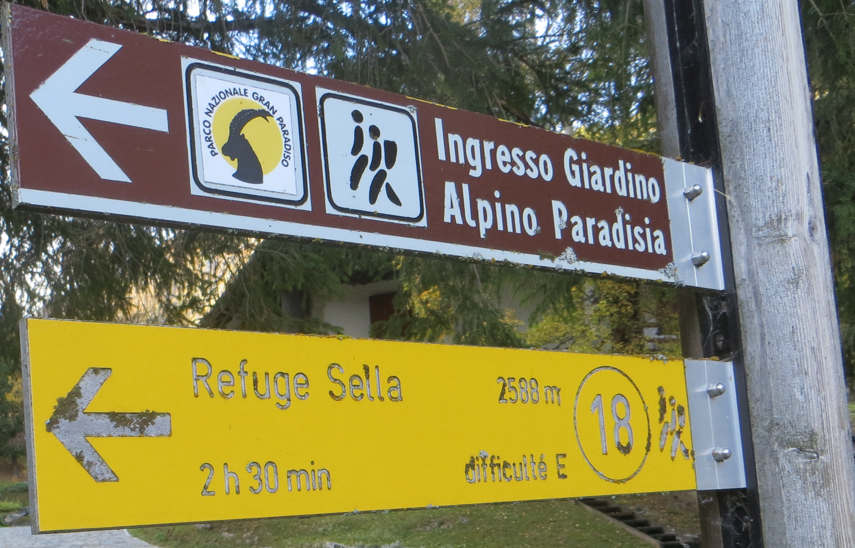 PARCO NAZIONALE GRAN PARADISO
Ingresso Giardino
Alpino Paradisia
Refuge Sella
2588 m
18
2 h 30 min
difficulté E